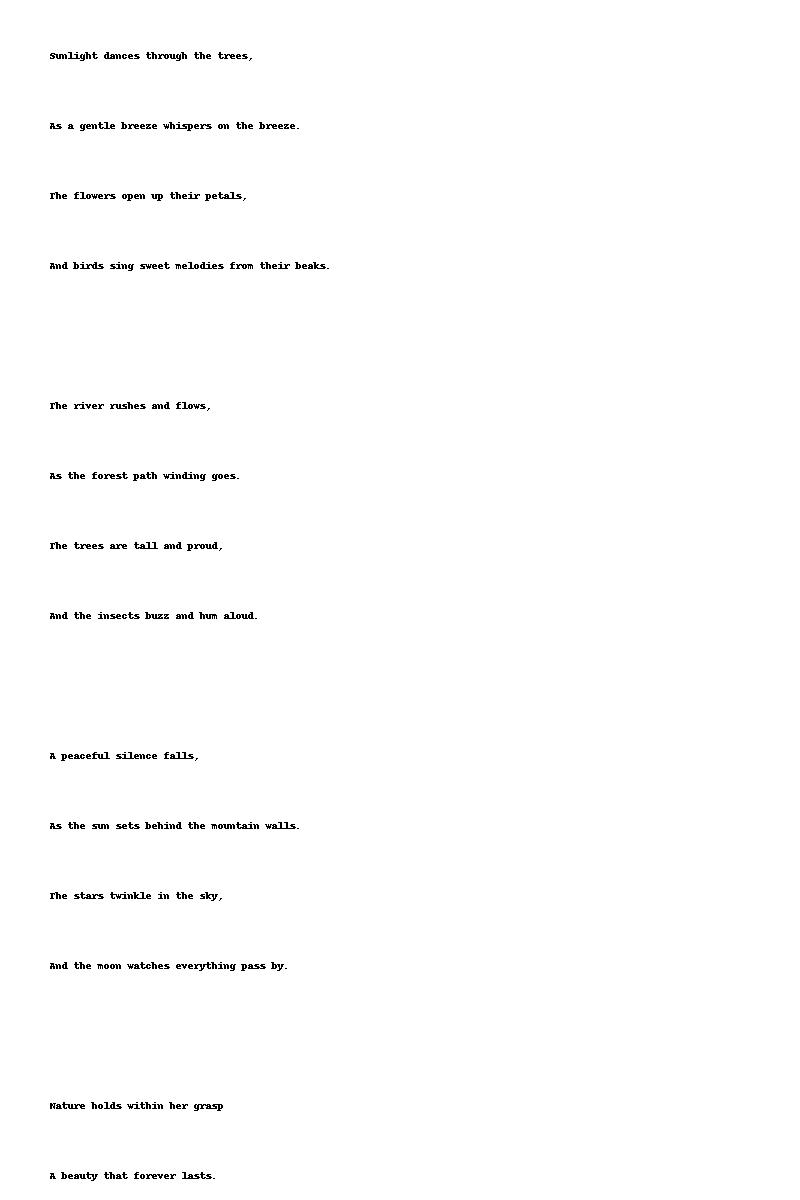 Sunlight dances through the trees,
As a gentle breeze whispers on the breeze.
The flowers open up their petals,
And birds sing sweet melodies from their beaks.
The river rushes and flows,
As the forest path winding goes.
The trees are tall and proud,
And the insects buzz and hum aloud.
A peaceful silence falls,
As the sun sets behind the mountain walls.
The stars twinkle in the sky,
And the moon watches everything pass by.
Nature holds within her grasp
A beauty that forever lasts.